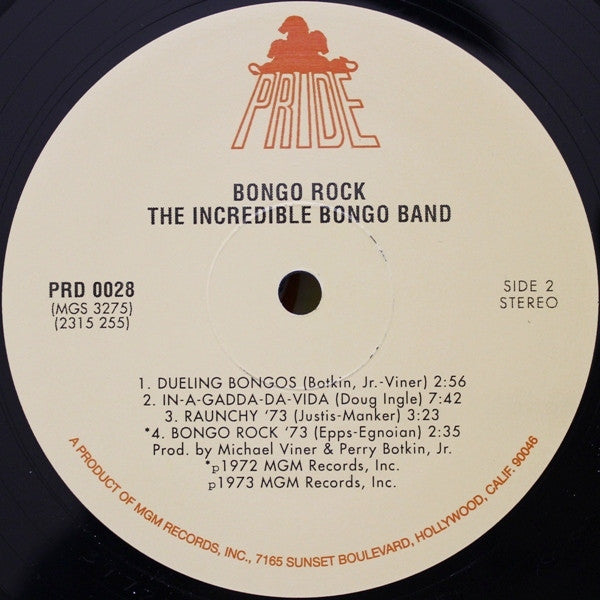 PRIDE
BONGO ROCK
THE INCREDIBLE BONGO BAND
PRD 0028
(MGS 3275)
(2315 255)
SIDE 2
STEREO
1. DUELING BONGOS (Botkin, Jr.-Viner) 2:56
2. IN-A-GADDA-DA-VIDA (Doug Ingle) 7:42
3. RAUNCHY '73 (Justis-Manker) 3:23
*4. BONGO ROCK '73 (Epps-Egnoian) 2:35
Prod. by Michael Viner & Perry Botkin, Jr.
*p1972 MGM Records, Inc.
p1973 MGM Records, Inc.
A PRODUCT OF MGM RECORDS, INC., 7165 SUNSET BOULEVARD, HOLLYWOOD, CALIF. 90046